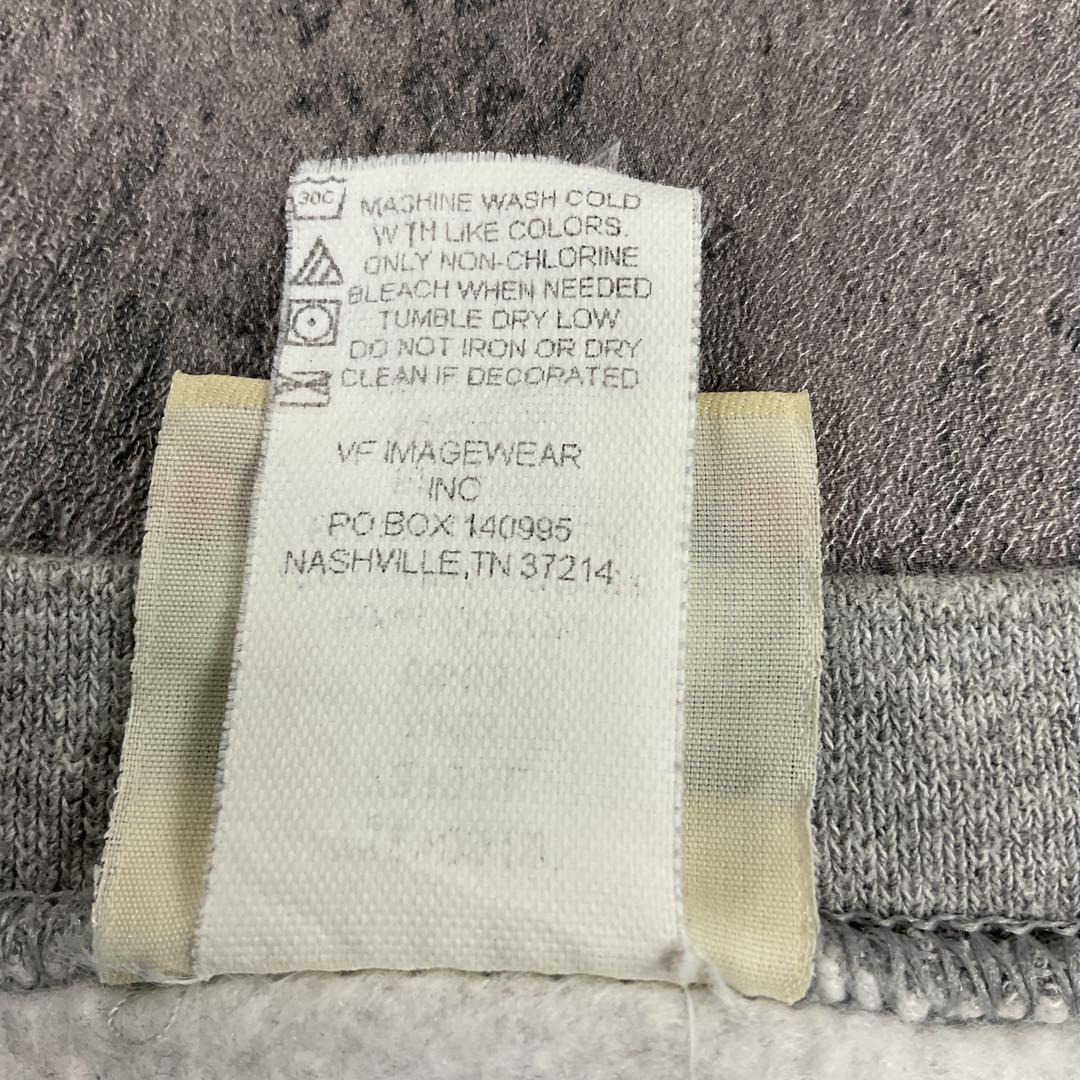 30C
MACHINE WASH COLD
WITH LIKE COLORS.
ONLY NON-CHLORINE
BLEACH WHEN NEEDED
TUMBLE DRY LOW
DO NOT IRON OR DRY
CLEAN IF DECORATED
VF IMAGEWEAR
INC
PO BOX 140995
NASHVILLE,TN 37214